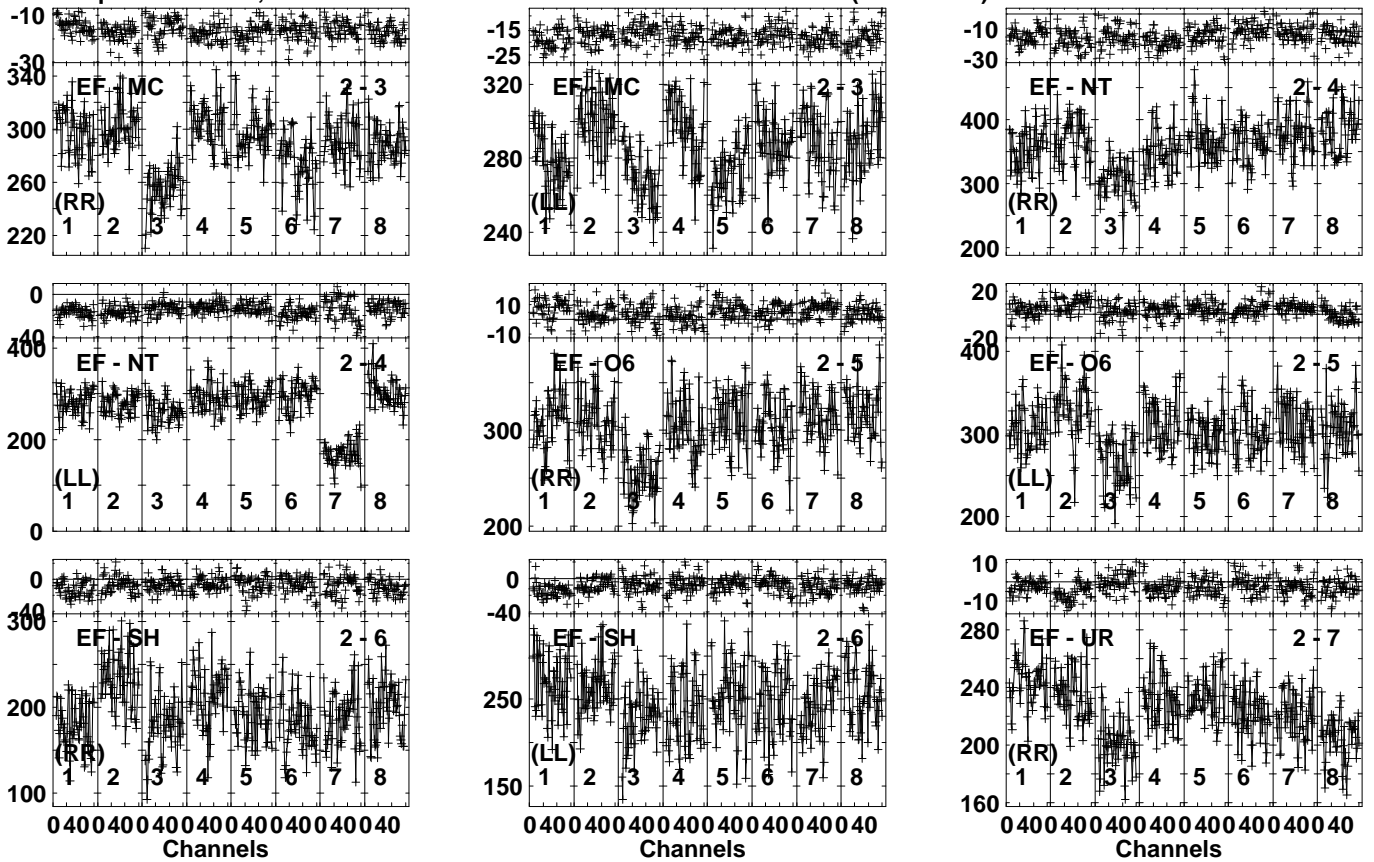 -10
-30
340
300
260
220
EF - MC 2 - 3
(RR)
1 2 3 4 5 6 7 8
-15
-25
320
280
240
EF - MC 2 - 3
(LL)
1 2 3 4 5 6 7 8
-10
-30
400
300
200
EF - NT 2 - 4
(RR)
1 2 3 4 5 6 7 8
0
40
400
200
0
EF - NT 2 - 4
(LL)
1 2 3 4 5 6 7 8
10
-10
300
200
EF - O6 2 - 5
(RR)
1 2 3 4 5 6 7 8
20
-20
400
300
200
EF - O6 2 - 5
(LL)
1 2 3 4 5 6 7 8
0
-40
300
200
100
EF - SH 2 - 6
(RR)
1 2 3 4 5 6 7 8
0 40 0 40 0 40 0 40 0 40 0 40 0 40 0 40
Channels
0
-40
250
150
EF - SH 2 - 6
(LL)
1 2 3 4 5 6 7 8
0 40 0 40 0 40 0 40 0 40 0 40 0 40 0 40
Channels
10
-10
280
240
200
160
EF - UR 2 - 7
(RR)
1 2 3 4 5 6 7 8
0 40 0 40 0 40 0 40 0 40 0 40 0 40 0 40
Channels